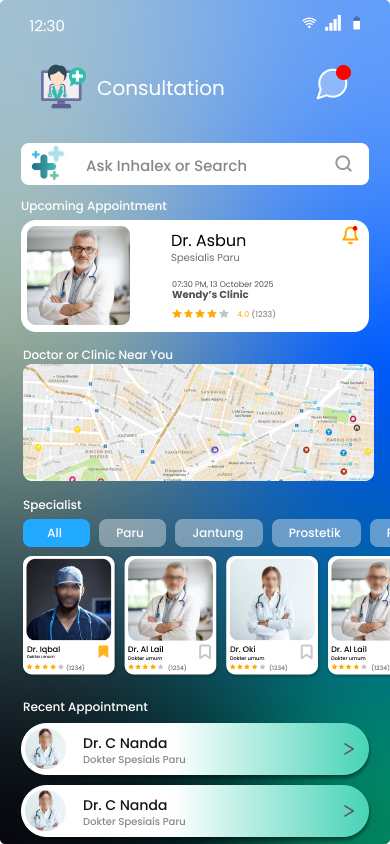 12:30
Consultation
Ask Inhalex or Search
Upcoming Appointment
Dr. Asbun
Spesialis Paru
07:30 PM, 13 October 2025
Wendy's Clinic
4.0 (1233)
Doctor or Clinic Near You
Specialist
All
Paru
Jantung
Prostetik
Dr. Iqbal
Dokter umum
(1234)
Dr. Al Lail
Dokter umum
(1234)
Dr. Oki
Dokter umum
(1234)
Dr. Al Lail
Dokter umum
(1234)
Recent Appointment
Dr. C Nanda
Dokter Spesiais Paru
Dr. C Nanda
Dokter Spesiais Paru